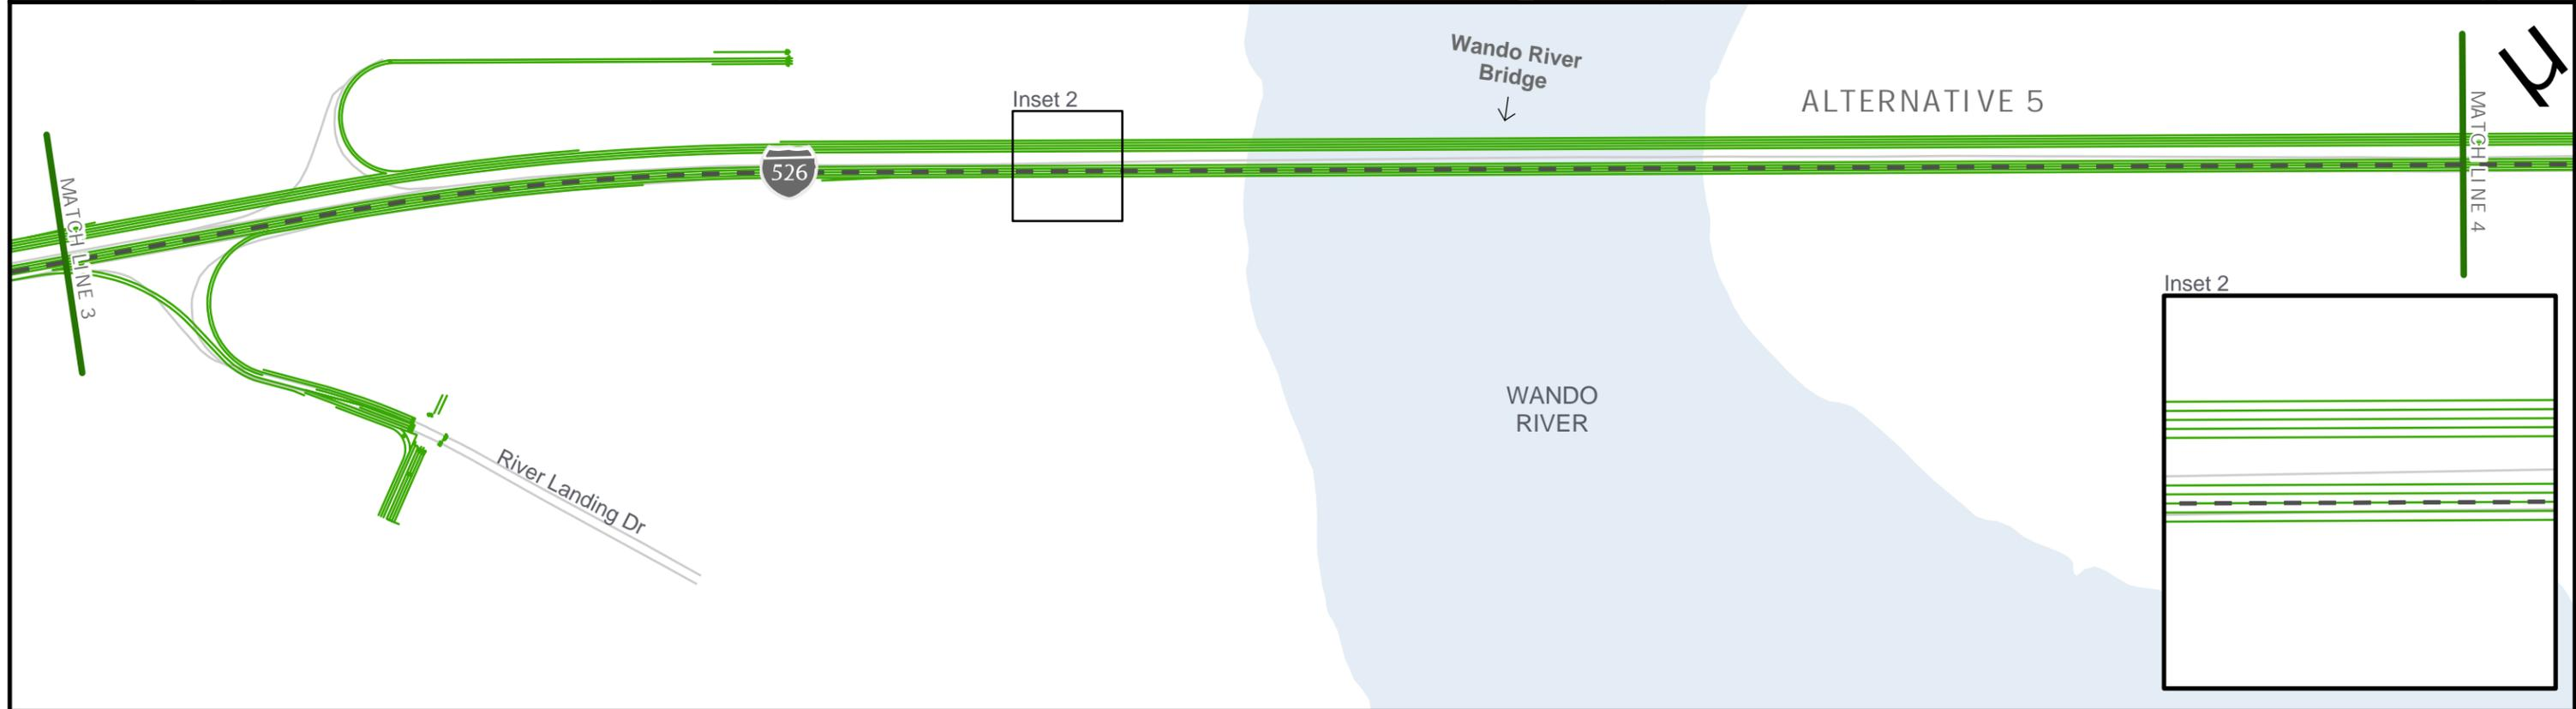 Wando River
Bridge
Inset 2
ALTERNATIVE 5
µ
526
MATCH LINE 3
MATCH LINE 4
Inset 2
WANDO
RIVER
River Landing Dr